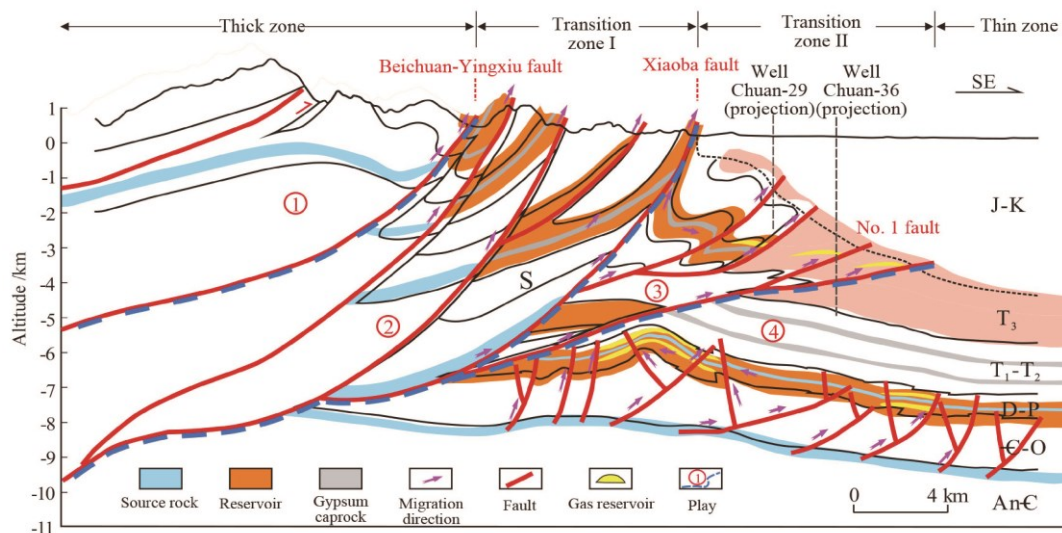 Thick zone
Transition
zone I
Transition
zone II
Thin zone
Beichuan-Yingxiu fault
Xiaoba fault
Well
Chuan-29
(projection)
Well
Chuan-36
(projection)
SE
Altitude /km
1
0
-1
-2
-3
-4
-5
-6
-7
-8
-9
-10
-11
①
②
③
④
S
No. 1 fault
J-K
T₃
T₁-T₂
D-P
Є-O
AnЄ
Source rock
Reservoir
Gypsum
caprock
Migration
direction
Fault
Gas reservoir
①
Play
0 4 km